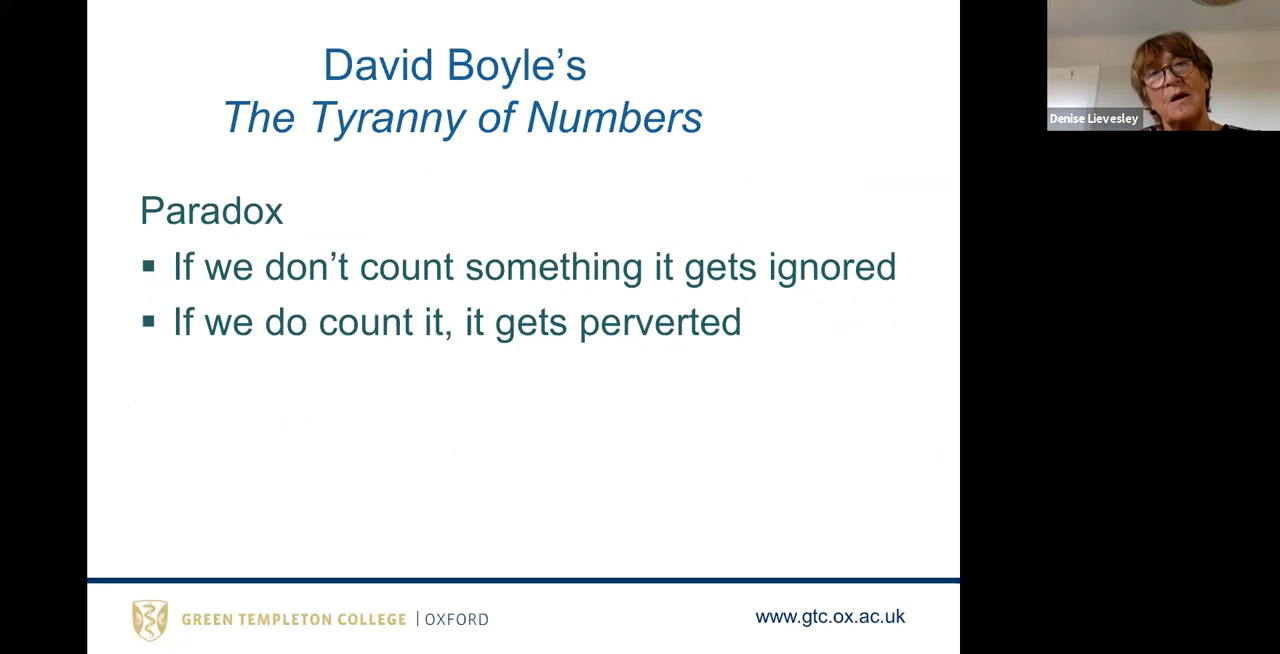 David Boyle’s
The Tyranny of Numbers
Paradox
▪ If we don’t count something it gets ignored
▪ If we do count it, it gets perverted
GREEN TEMPLETON COLLEGE | OXFORD
www.gtc.ox.ac.uk
Denise Lievesley